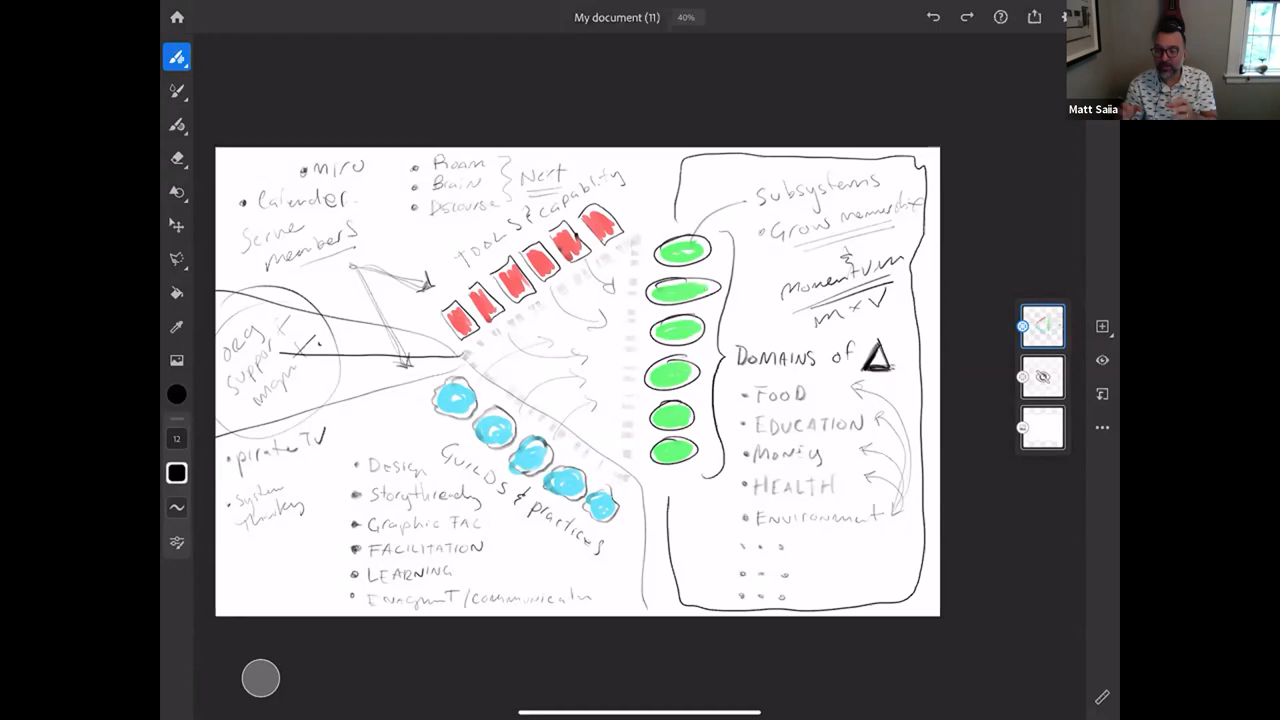 My document (11)
40%
Matt Saiia
• Miro
• Calender
Serve
members
• Roam
• Brain
• Discourse
Next
TOOLS & capability
Subsystems
• Grow membership
&
Momentum
m x v
org
support
• pirate TV
• System
Thinking
DOMAINS of Δ
• FOOD
• EDUCATION
• Money
• HEALTH
• Environment
GUILDS & practices
• Design
• Graphic FAC
• FACILITATION
• LEARNING
12